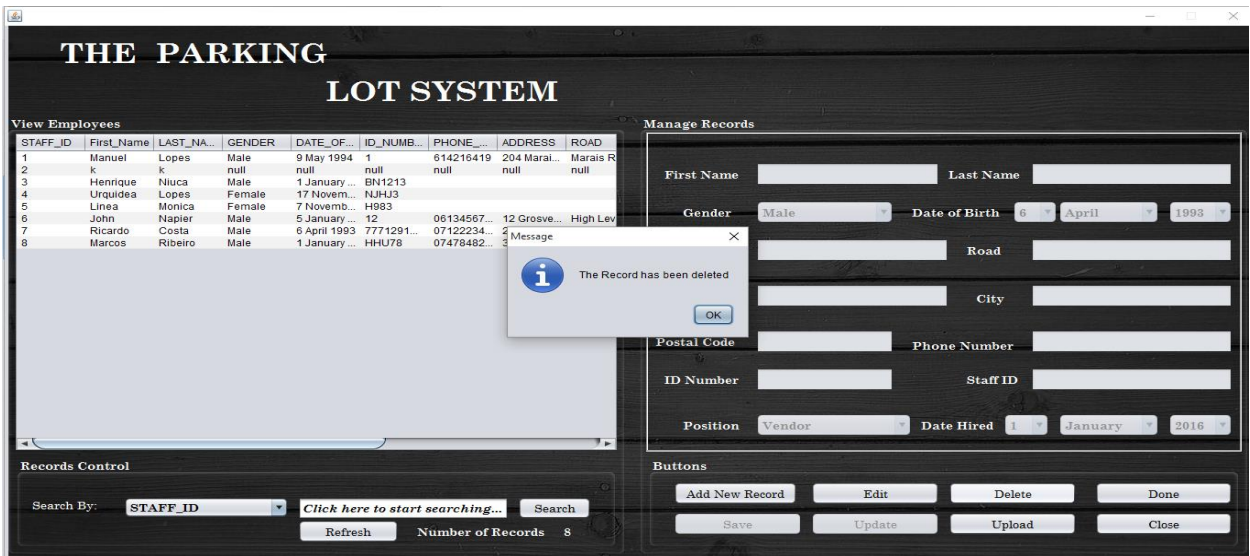 THE PARKING
LOT SYSTEM
View Employees
STAFF_ID First_Name LAST_NA... GENDER DATE_OF... ID_NUMB... PHONE_... ADDRESS ROAD
1 Manuel Lopes Male 9 May 1994 1 614216419 204 Marai... Marais R
2 k k null null null null null null
3 Henrique Niuca Male 1 January ... BN1213
4 Urquidea Lopes Female 17 Novem... NJHJ3
5 Linea Monica Female 7 Novemb... H983
6 John Napier Male 5 January ... 12 06134567... 12 Grosve... High Lev
7 Ricardo Costa Male 6 April 1993 7771291... 07122234...
8 Marcos Ribeiro Male 1 January ... HHU78 07478482...
Records Control
Search By: STAFF_ID Click here to start searching... Search
Refresh Number of Records 8
Message
The Record has been deleted
OK
Manage Records
First Name Last Name
Gender Male Date of Birth 6 April 1993
Road
City
Postal Code Phone Number
ID Number Staff ID
Position Vendor Date Hired 1 January 2016
Buttons
Add New Record Edit Delete Done
Save Update Upload Close